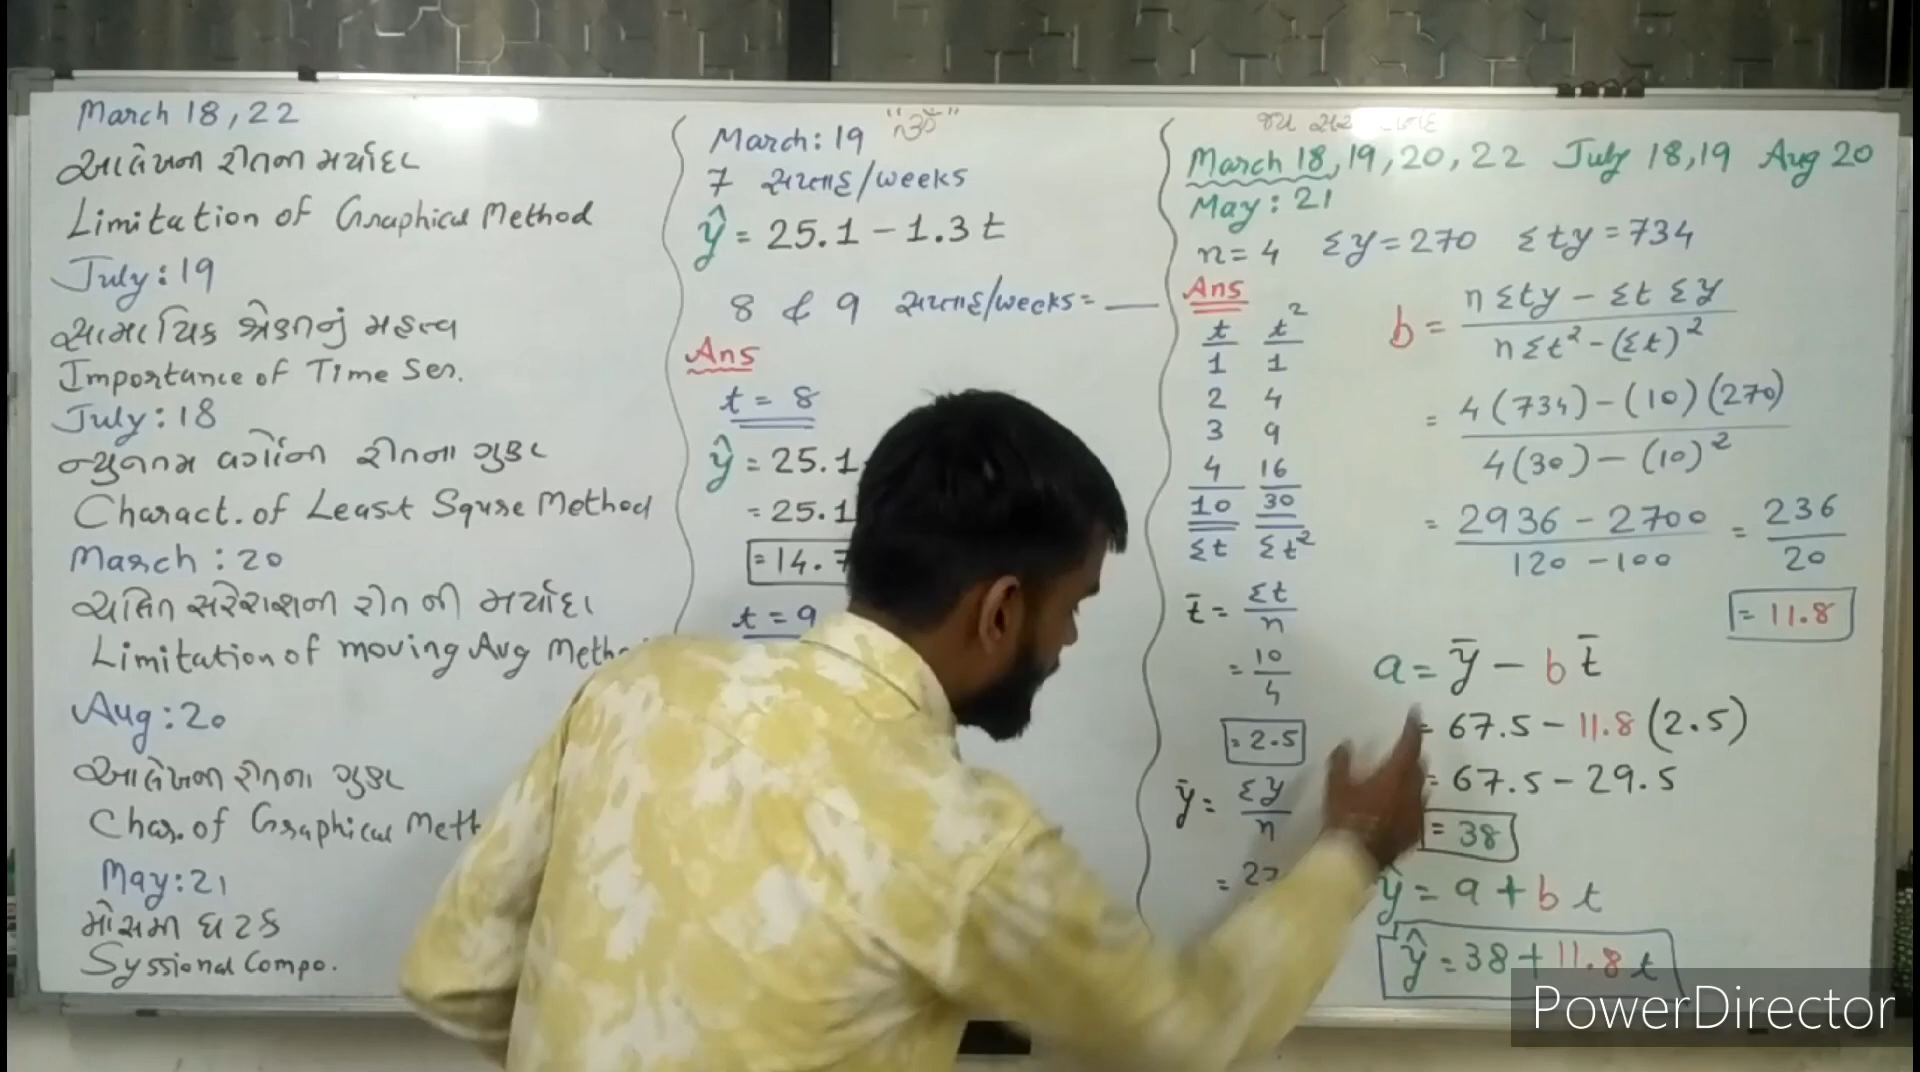 March 18, 22
આલેખની રીતની મર્યાદા
Limitation of Graphical Method
July : 19
સામાયિક શ્રેણીનું મહત્વ
Importance of Time Ser.
July : 18
ન્યુનતમ વર્ગોની રીતના ગુણ
Charact. of Least Squre Method
March : 20
ચલિત સરેરાશની રીત ની મર્યાદા
Limitation of moving Avg Meth
Aug : 20
આલેખની રીતના ગુણ
Char. of Graphical Met
May : 21
મોસમી ઘટક
Syssional Compo.
"ૐ"
March : 19
7 સપ્તાહ/weeks
ŷ = 25.1 - 1.3 t
8 & 9 સપ્તાહ/weeks = ___
Ans
t = 8
ŷ = 25.1
= 25.1
= 14.7
t = 9
જય
March 18, 19, 20, 22 July 18, 19 Aug 20
May : 21
n = 4 Σy = 270 Σty = 734
Ans
t t²
1 1
2 4
3 9
4 16
10 30
Σt Σt²
t̄ = Σt / n
= 10 / 4
= 2.5
ȳ = Σy / n
= 27
b = n Σty - Σt Σy / n Σt² - (Σt)²
= 4(734) - (10)(270) / 4(30) - (10)²
= 2936 - 2700 / 120 - 100 = 236 / 20
= 11.8
a = ȳ - b t̄
= 67.5 - 11.8 (2.5)
= 67.5 - 29.5
= 38
ŷ = a + b t
ŷ = 38 + 11.8 t
PowerDirector